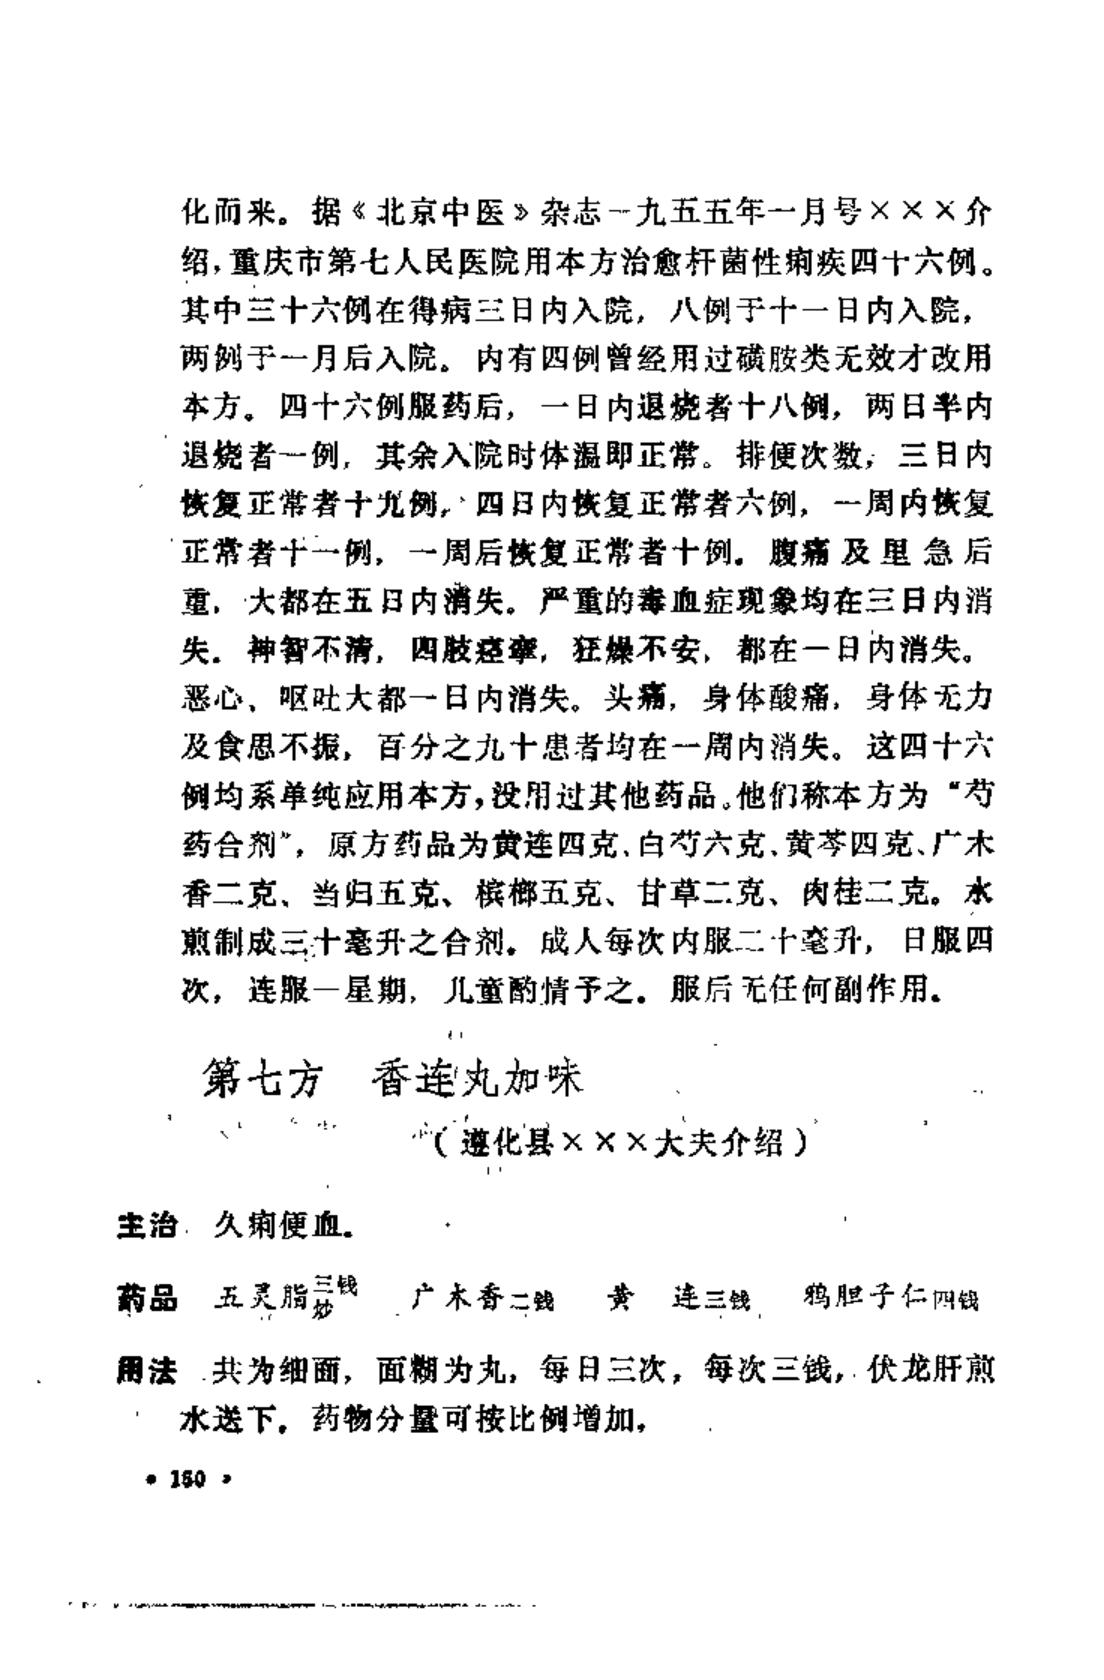 化而来。据《北京中医》杂志一九五五年一月号×××介
绍，重庆市第七人民医院用本方治愈杆菌性痢疾四十六例。
其中三十六例在得病三日内入院，八例于十一日内入院，
两例于一月后入院。内有四例曾经用过磺胺类无效才改用
本方。四十六例服药后，一日内退烧者十八例，两日半内
退烧者一例，其余入院时体温即正常。排便次数，三日内
恢复正常者十九例，四日内恢复正常者六例，一周内恢复
正常者十一例，一周后恢复正常者十例。腹痛及里急后
重，大都在五日内消失。严重的毒血症现象均在三日内消
失。神智不清，四肢痉挛，狂燥不安，都在一日内消失。
恶心、呕吐大都一日内消失。头痛，身体酸痛，身体无力
及食思不振，百分之九十患者均在一周内消失。这四十六
例均系单纯应用本方，没用过其他药品。他们称本方为“芍
药合剂”，原方药品为黄连四克、白芍六克、黄芩四克、广木
香二克、当归五克、槟榔五克、甘草二克、肉桂二克。水
煎制成三十毫升之合剂。成人每次内服二十毫升，日服四
次，连服一星期，儿童酌情予之。服后无任何副作用。
第七方 香连丸加味
（遵化县×××大夫介绍）
主治 久痢便血。
药品 五灵脂三钱炒 广木香二钱 黄 连三钱 鸦胆子仁四钱
用法 共为细面，面糊为丸，每日三次，每次三钱，伏龙肝煎
水送下。药物分量可按比例增加。
• 150 •